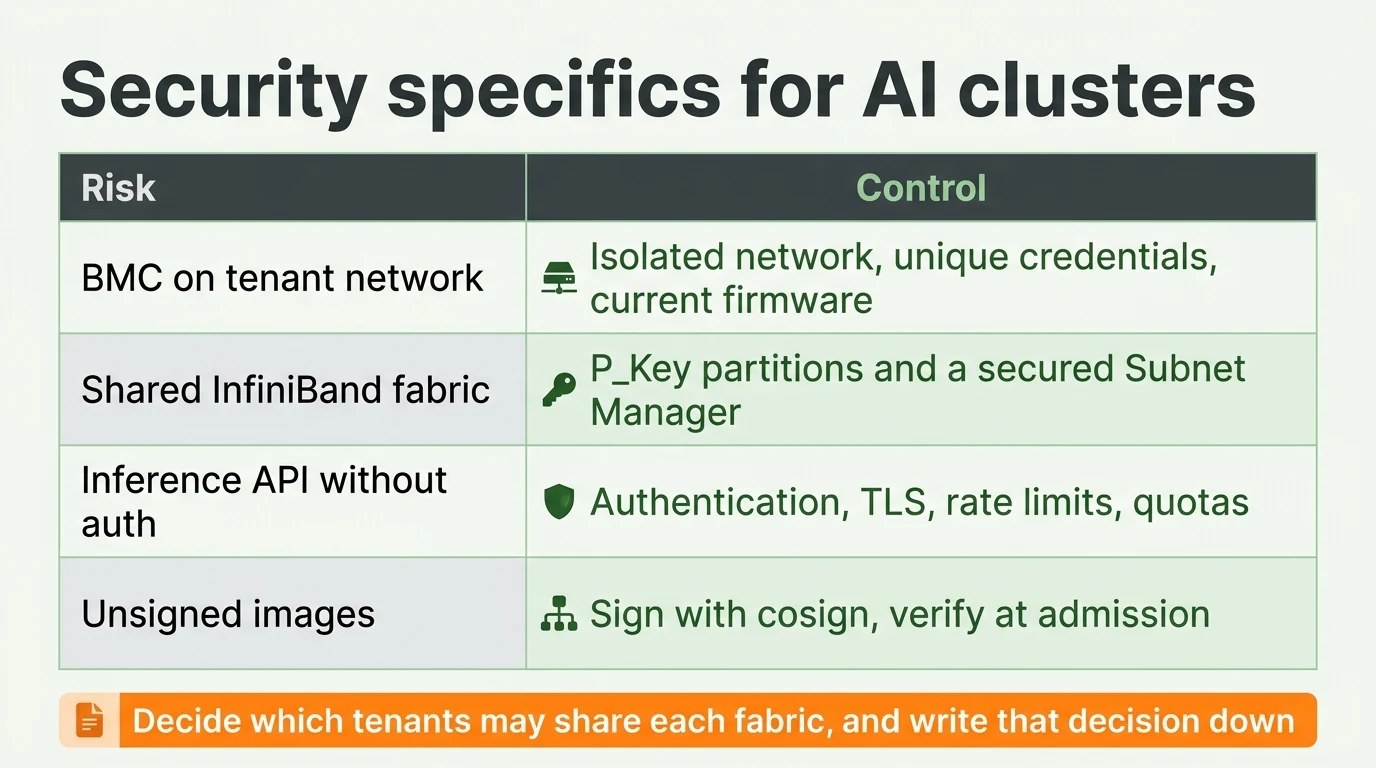 Security specifics for AI clusters
Risk
Control
BMC on tenant network
Isolated network, unique credentials,
current firmware
Shared InfiniBand fabric
P_Key partitions and a secured Subnet
Manager
Inference API without
auth
Authentication, TLS, rate limits, quotas
Unsigned images
Sign with cosign, verify at admission
Decide which tenants may share each fabric, and write that decision down